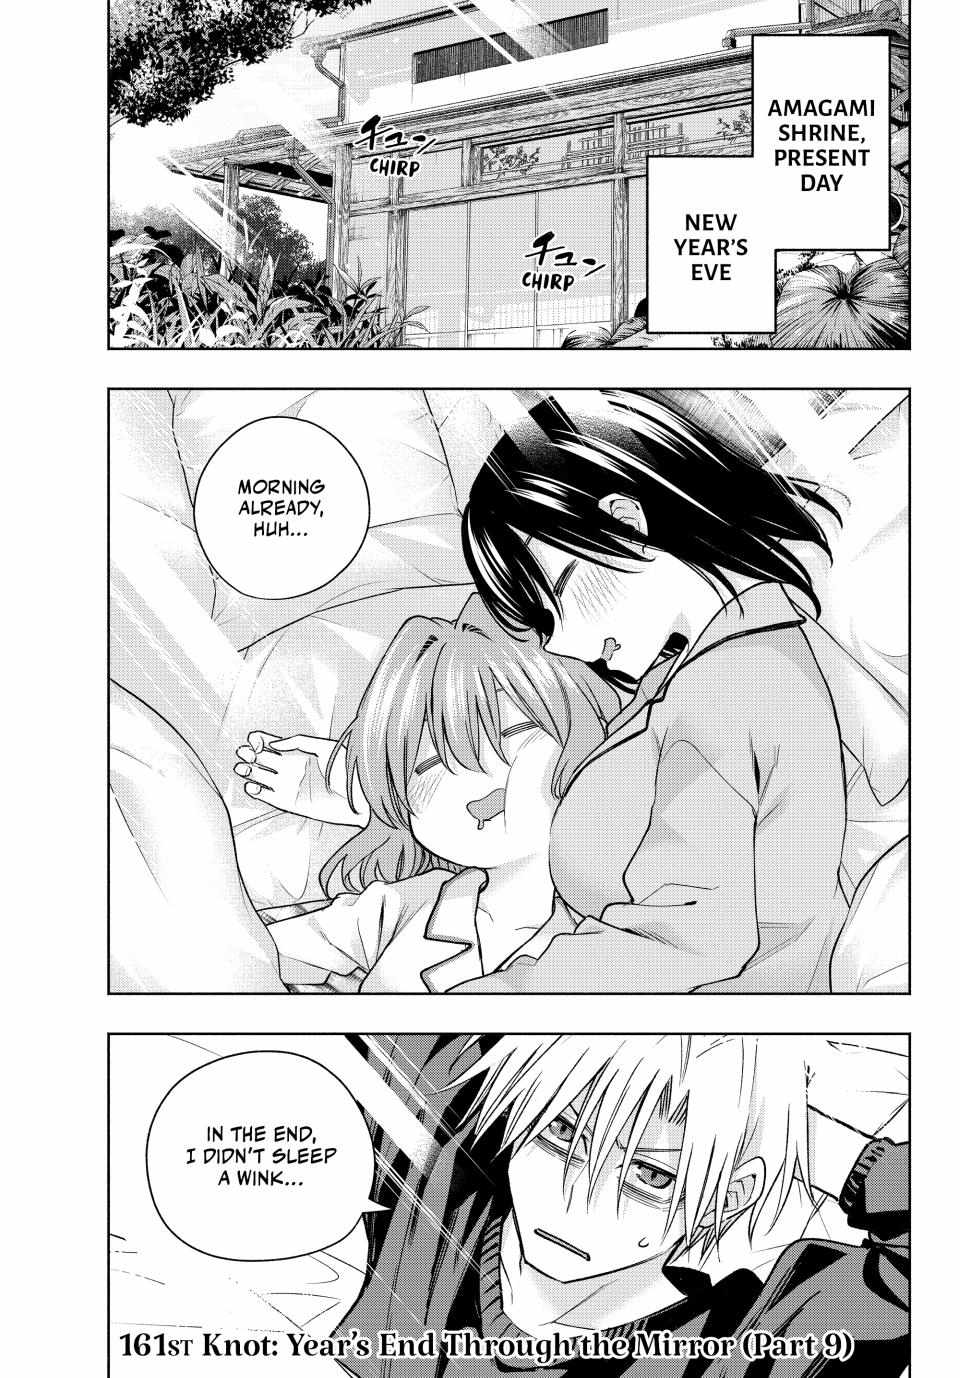 AMAGAMI
SHRINE,
PRESENT
DAY
NEW
YEAR'S
EVE
チュン
CHIRP
チュン
CHIRP
MORNING
ALREADY,
HUH...
IN THE END,
I DIDN'T SLEEP
A WINK...
161ST Knot: Year's End Through the Mirror (Part 9)